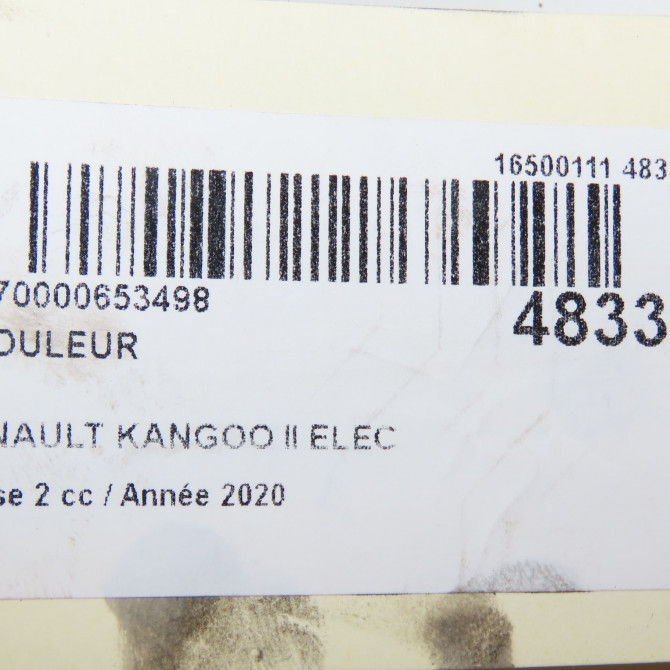 16500111 483
70000653498
4833
OULEUR
NAULT KANGOO II ELEC
se 2 cc / Année 2020